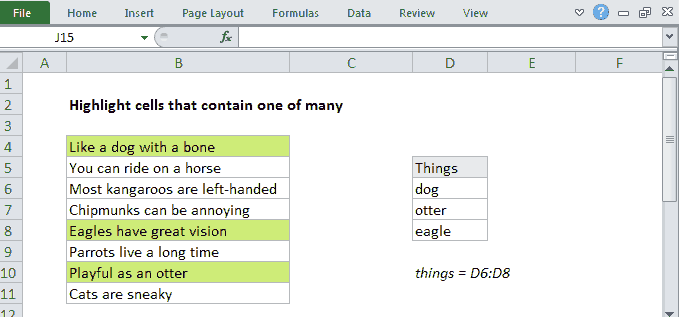 File Home Insert Page Layout Formulas Data Review View ?
J15 fx
A B C D E F
1
2 Highlight cells that contain one of many
3
4 Like a dog with a bone
5 You can ride on a horse Things
6 Most kangaroos are left-handed dog
7 Chipmunks can be annoying otter
8 Eagles have great vision eagle
9 Parrots live a long time
10 Playful as an otter things = D6:D8
11 Cats are sneaky
12